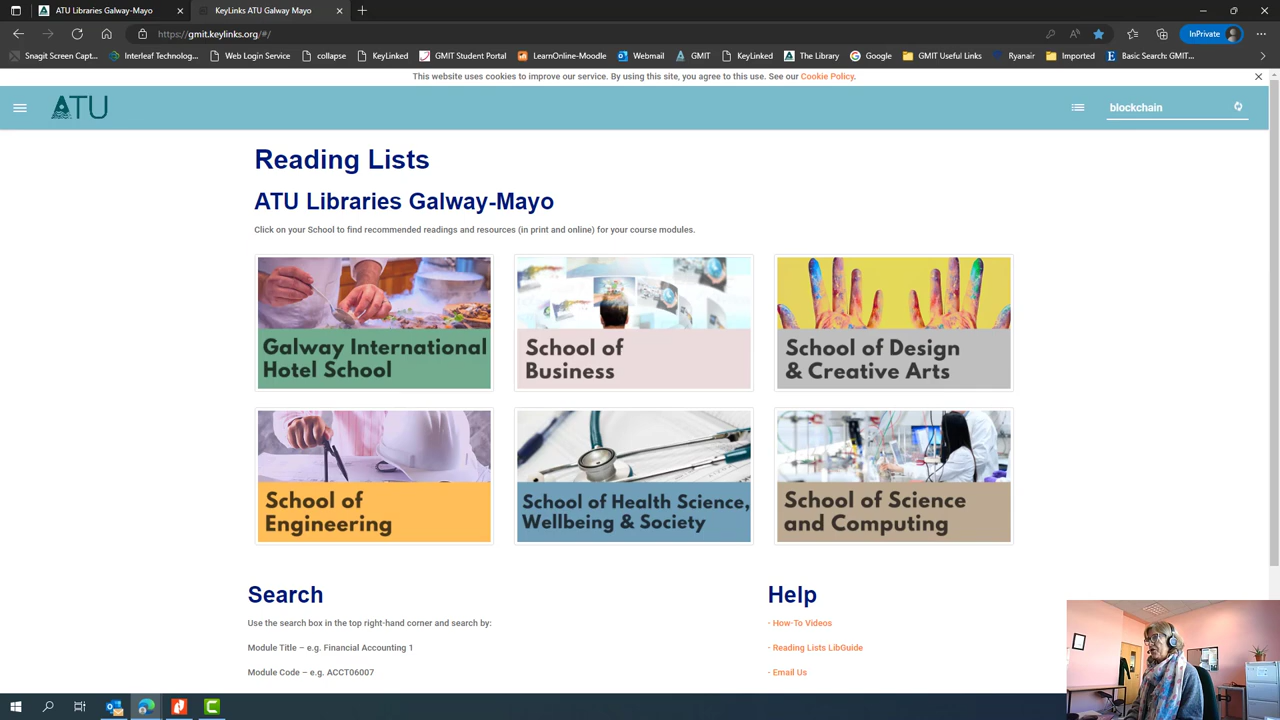 ATU Libraries Galway-Mayo
KeyLinks.org
https://gmit.keylinks.org/#/
InPrivate
Snagit Screen Capt...
Interleaf Technolog...
Web Login Service
collapse
KeyLinked
GMIT Student Portal
LearnOnline-Moodle
Webmail
GMIT
KeyLinked
The Library
Google
GMIT Useful Links
Ryanair
Imported
Basic Search: GMIT...
This website uses cookies to improve our service. By using this site, you agree to this use. See our Cookie Policy.
ATU
blockchain
Reading Lists
ATU Libraries Galway-Mayo
Click on your School to find recommended readings and resources (in print and online) for your course modules.
Galway International
Hotel School
School of
Business
School of Design
& Creative Arts
School of
Engineering
School of Health Science,
Wellbeing & Society
School of Science
and Computing
Search
Use the search box in the top right-hand corner and search by:
Module Title – e.g. Financial Accounting 1
Module Code – e.g. ACCT06007
Help
- How-To Videos
- Reading Lists LibGuide
- Email Us